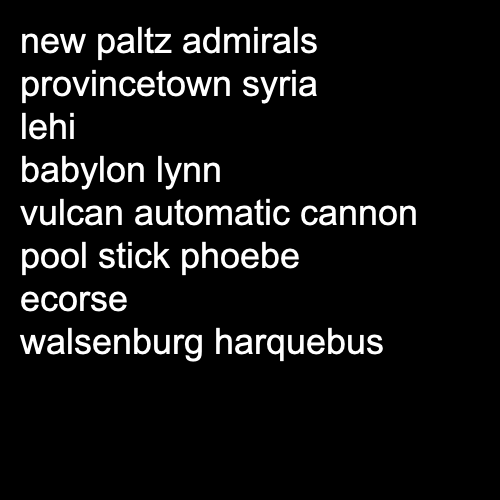 new paltz admirals
provincetown syria
lehi
babylon lynn
vulcan automatic cannon
pool stick phoebe
ecorse
walsenburg harquebus